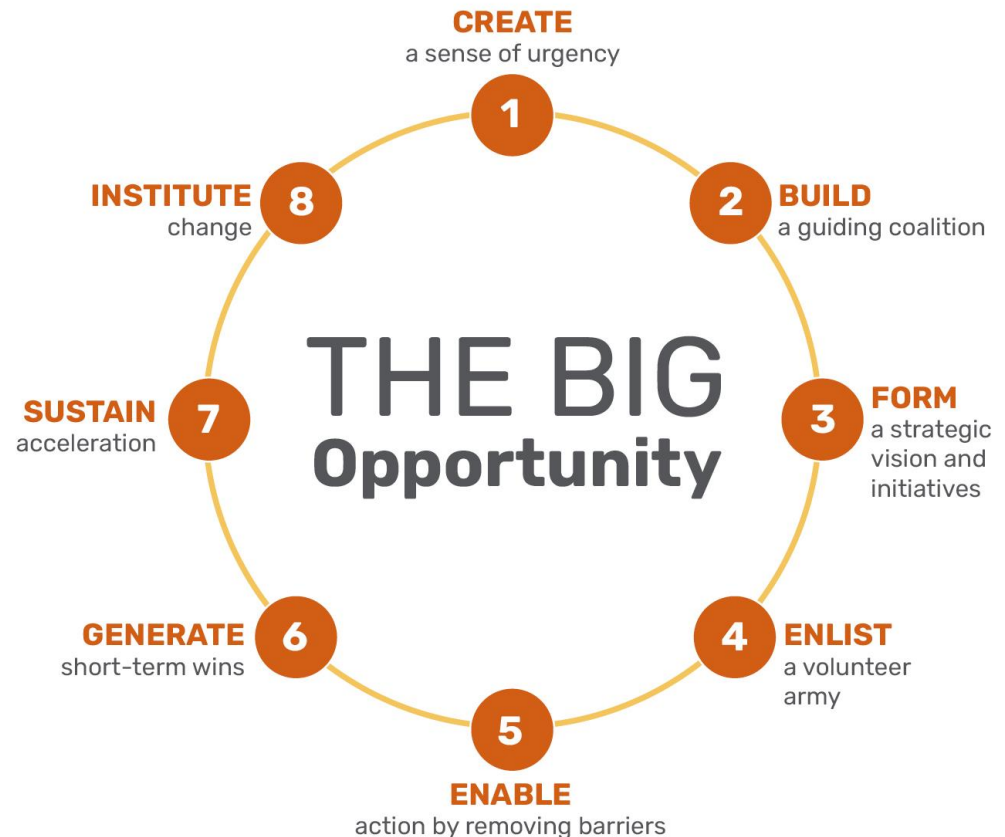 CREATE
a sense of urgency
1
2
BUILD
a guiding coalition
3
FORM
a strategic
vision and
initiatives
4
ENLIST
a volunteer
army
5
ENABLE
action by removing barriers
6
GENERATE
short-term wins
7
SUSTAIN
acceleration
8
INSTITUTE
change
THE BIG
Opportunity